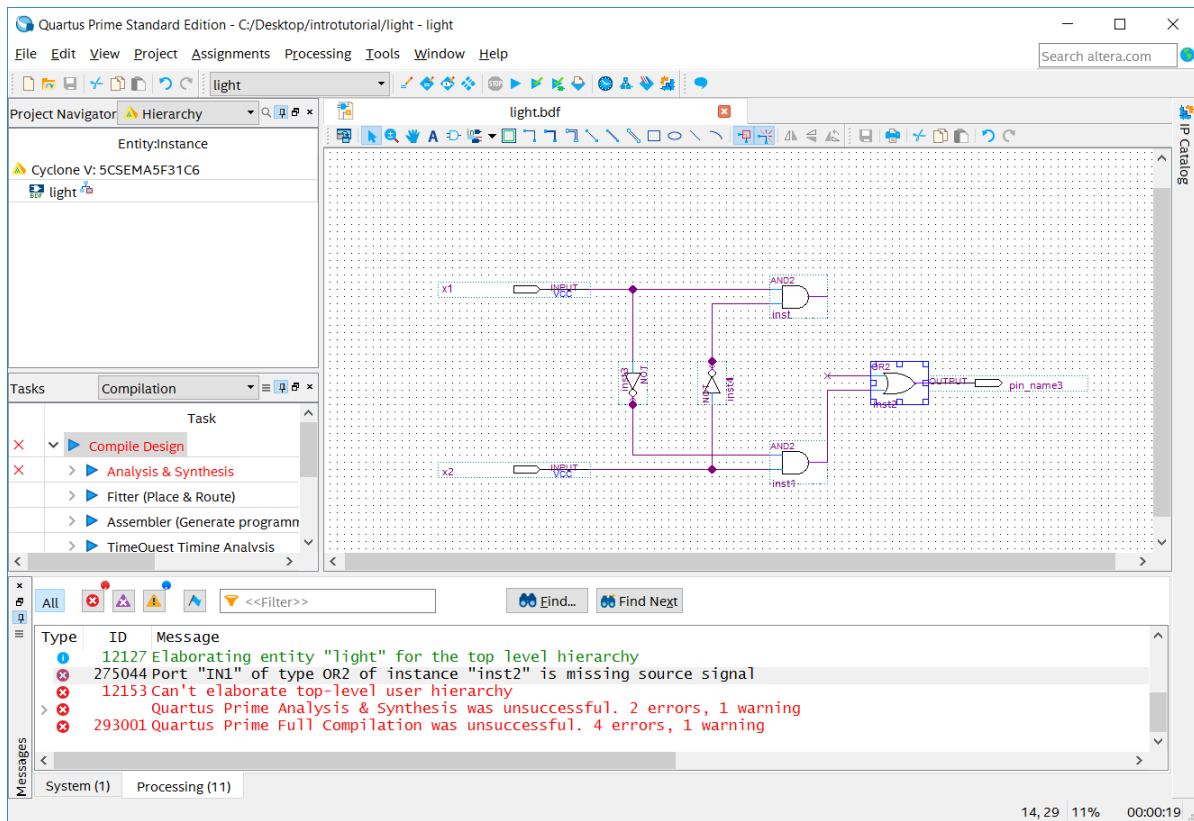 Quartus Prime Standard Edition - C:/Desktop/introtutorial/light - light
File Edit View Project Assignments Processing Tools Window Help
Search altera.com
light
Project Navigator Hierarchy
Entity:Instance
Cyclone V: 5CSEMA5F31C6
light
light.bdf
IP Catalog
x1
INPUT
VCC
AND2
inst
inst3
NOT
NOT
inst4
OR2
inst2
OUTPUT
pin_name3
x2
INPUT
VCC
AND2
inst1
Tasks Compilation
Task
Compile Design
Analysis & Synthesis
Fitter (Place & Route)
Assembler (Generate programm
TimeQuest Timing Analysis
All
<<Filter>>
Find...
Find Next
Type ID Message
12127 Elaborating entity "light" for the top level hierarchy
275044 Port "IN1" of type OR2 of instance "inst2" is missing source signal
12153 Can't elaborate top-level user hierarchy
Quartus Prime Analysis & Synthesis was unsuccessful. 2 errors, 1 warning
293001 Quartus Prime Full Compilation was unsuccessful. 4 errors, 1 warning
Messages
System (1) Processing (11)
14, 29 11% 00:00:19